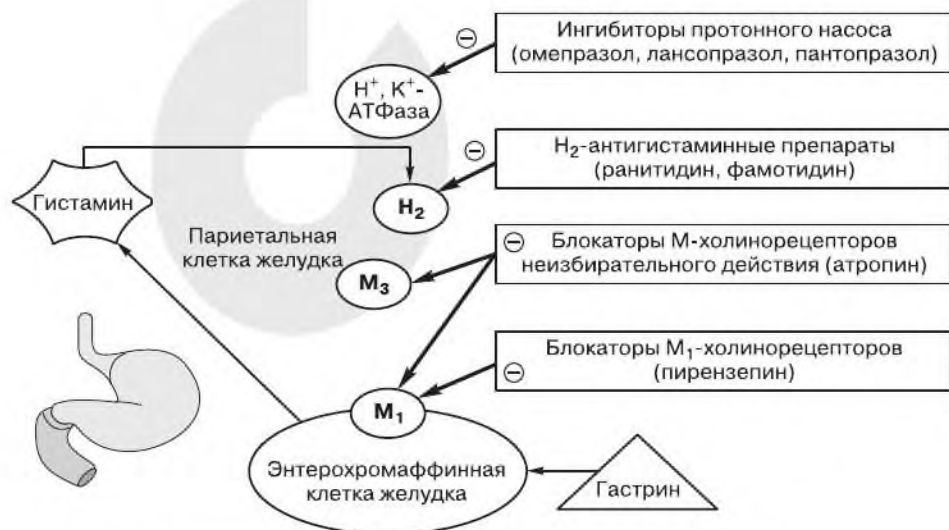 Ингибиторы протонного насоса
(омепразол, лансопразол, пантопразол)
⊖
H⁺, K⁺-
АТФаза
H₂-антигистаминные препараты
(ранитидин, фамотидин)
⊖
Гистамин
H₂
Париетальная
клетка желудка
Блокаторы М-холинорецепторов
неизбирательного действия (атропин)
⊖
M₃
Блокаторы М₁-холинорецепторов
(пирензепин)
⊖
M₁
Энтерохромаффинная
клетка желудка
Гастрин